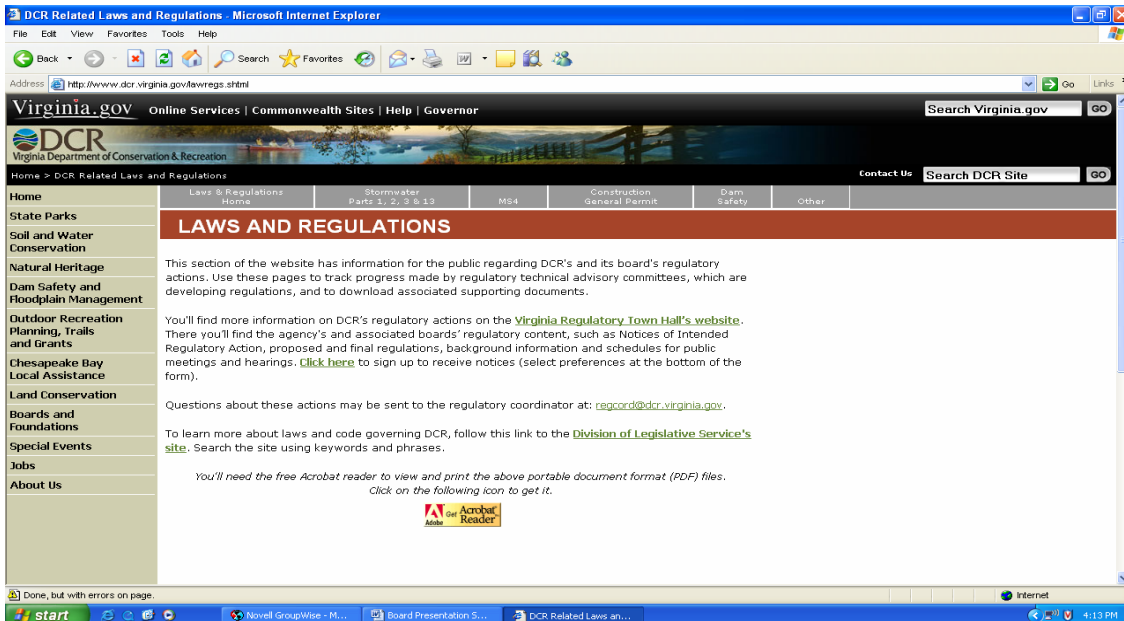 DCR Related Laws and Regulations - Microsoft Internet Explorer
File Edit View Favorites Tools Help
Back Search Favorites
Address http://www.dcr.virginia.gov/lawregs.shtml Go Links
Virginia.gov Online Services | Commonwealth Sites | Help | Governor Search Virginia.gov GO
DCR
Virginia Department of Conservation & Recreation
Home > DCR Related Laws and Regulations Contact Us Search DCR Site GO
Laws & Regulations Home Stormwater Parts 1, 2, 3 & 13 MS4 Construction General Permit Dam Safety Other
Home
State Parks
Soil and Water
Conservation
Natural Heritage
Dam Safety and
Floodplain Management
Outdoor Recreation
Planning, Trails
and Grants
Chesapeake Bay
Local Assistance
Land Conservation
Boards and
Foundations
Special Events
Jobs
About Us
LAWS AND REGULATIONS
This section of the website has information for the public regarding DCR's and its board's regulatory
actions. Use these pages to track progress made by regulatory technical advisory committees, which are
developing regulations, and to download associated supporting documents.
You'll find more information on DCR's regulatory actions on the Virginia Regulatory Town Hall's website.
There you'll find the agency's and associated boards' regulatory content, such as Notices of Intended
Regulatory Action, proposed and final regulations, background information and schedules for public
meetings and hearings. Click here to sign up to receive notices (select preferences at the bottom of the
form).
Questions about these actions may be sent to the regulatory coordinator at: regcord@dcr.virginia.gov.
To learn more about laws and code governing DCR, follow this link to the Division of Legislative Service's
site. Search the site using keywords and phrases.
You'll need the free Acrobat reader to view and print the above portable document format (PDF) files.
Click on the following icon to get it.
Adobe Get Acrobat Reader
Done, but with errors on page. Internet
start Novell GroupWise - M... Board Presentation S... DCR Related Laws an... 4:13 PM